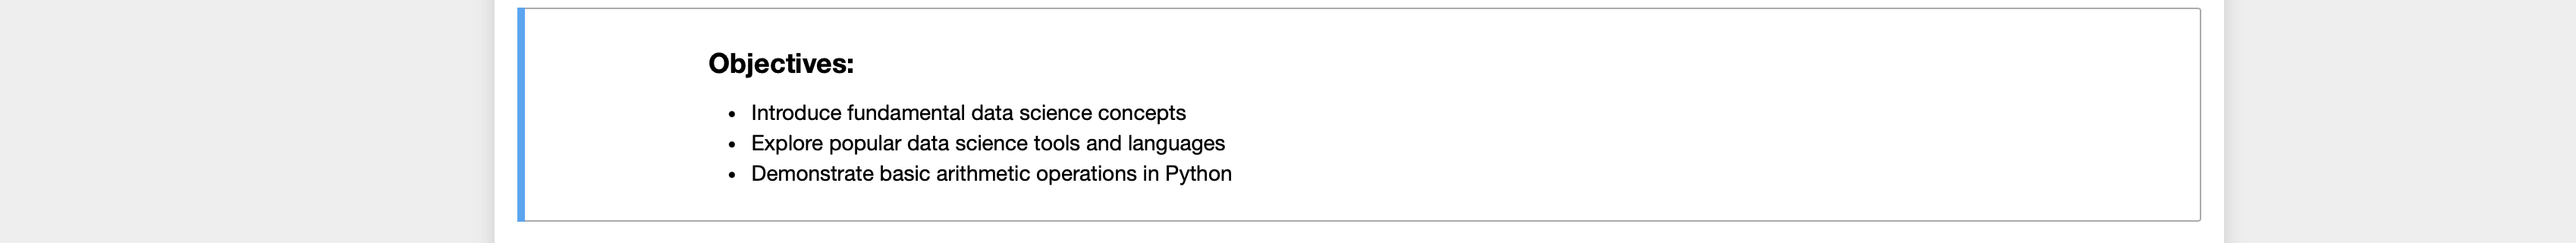 Objectives:
• Introduce fundamental data science concepts
• Explore popular data science tools and languages
• Demonstrate basic arithmetic operations in Python